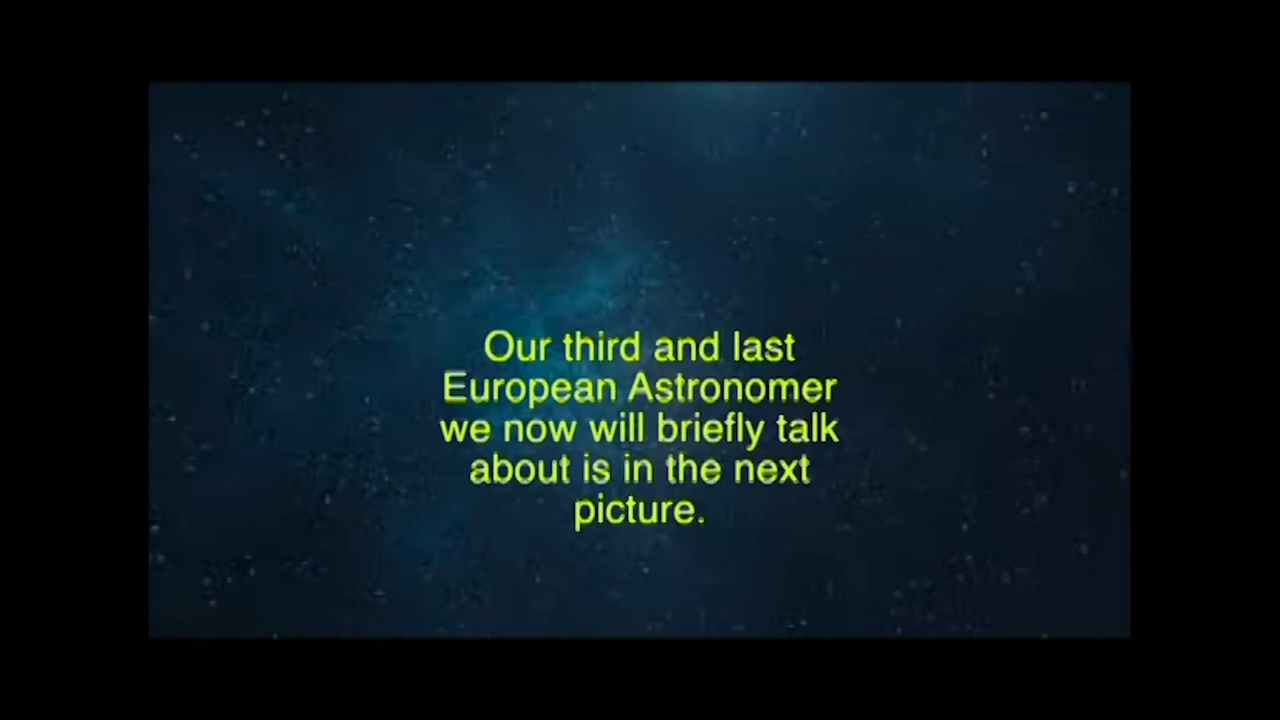 Our third and last
European Astronomer
we now will briefly talk
about is in the next
picture.